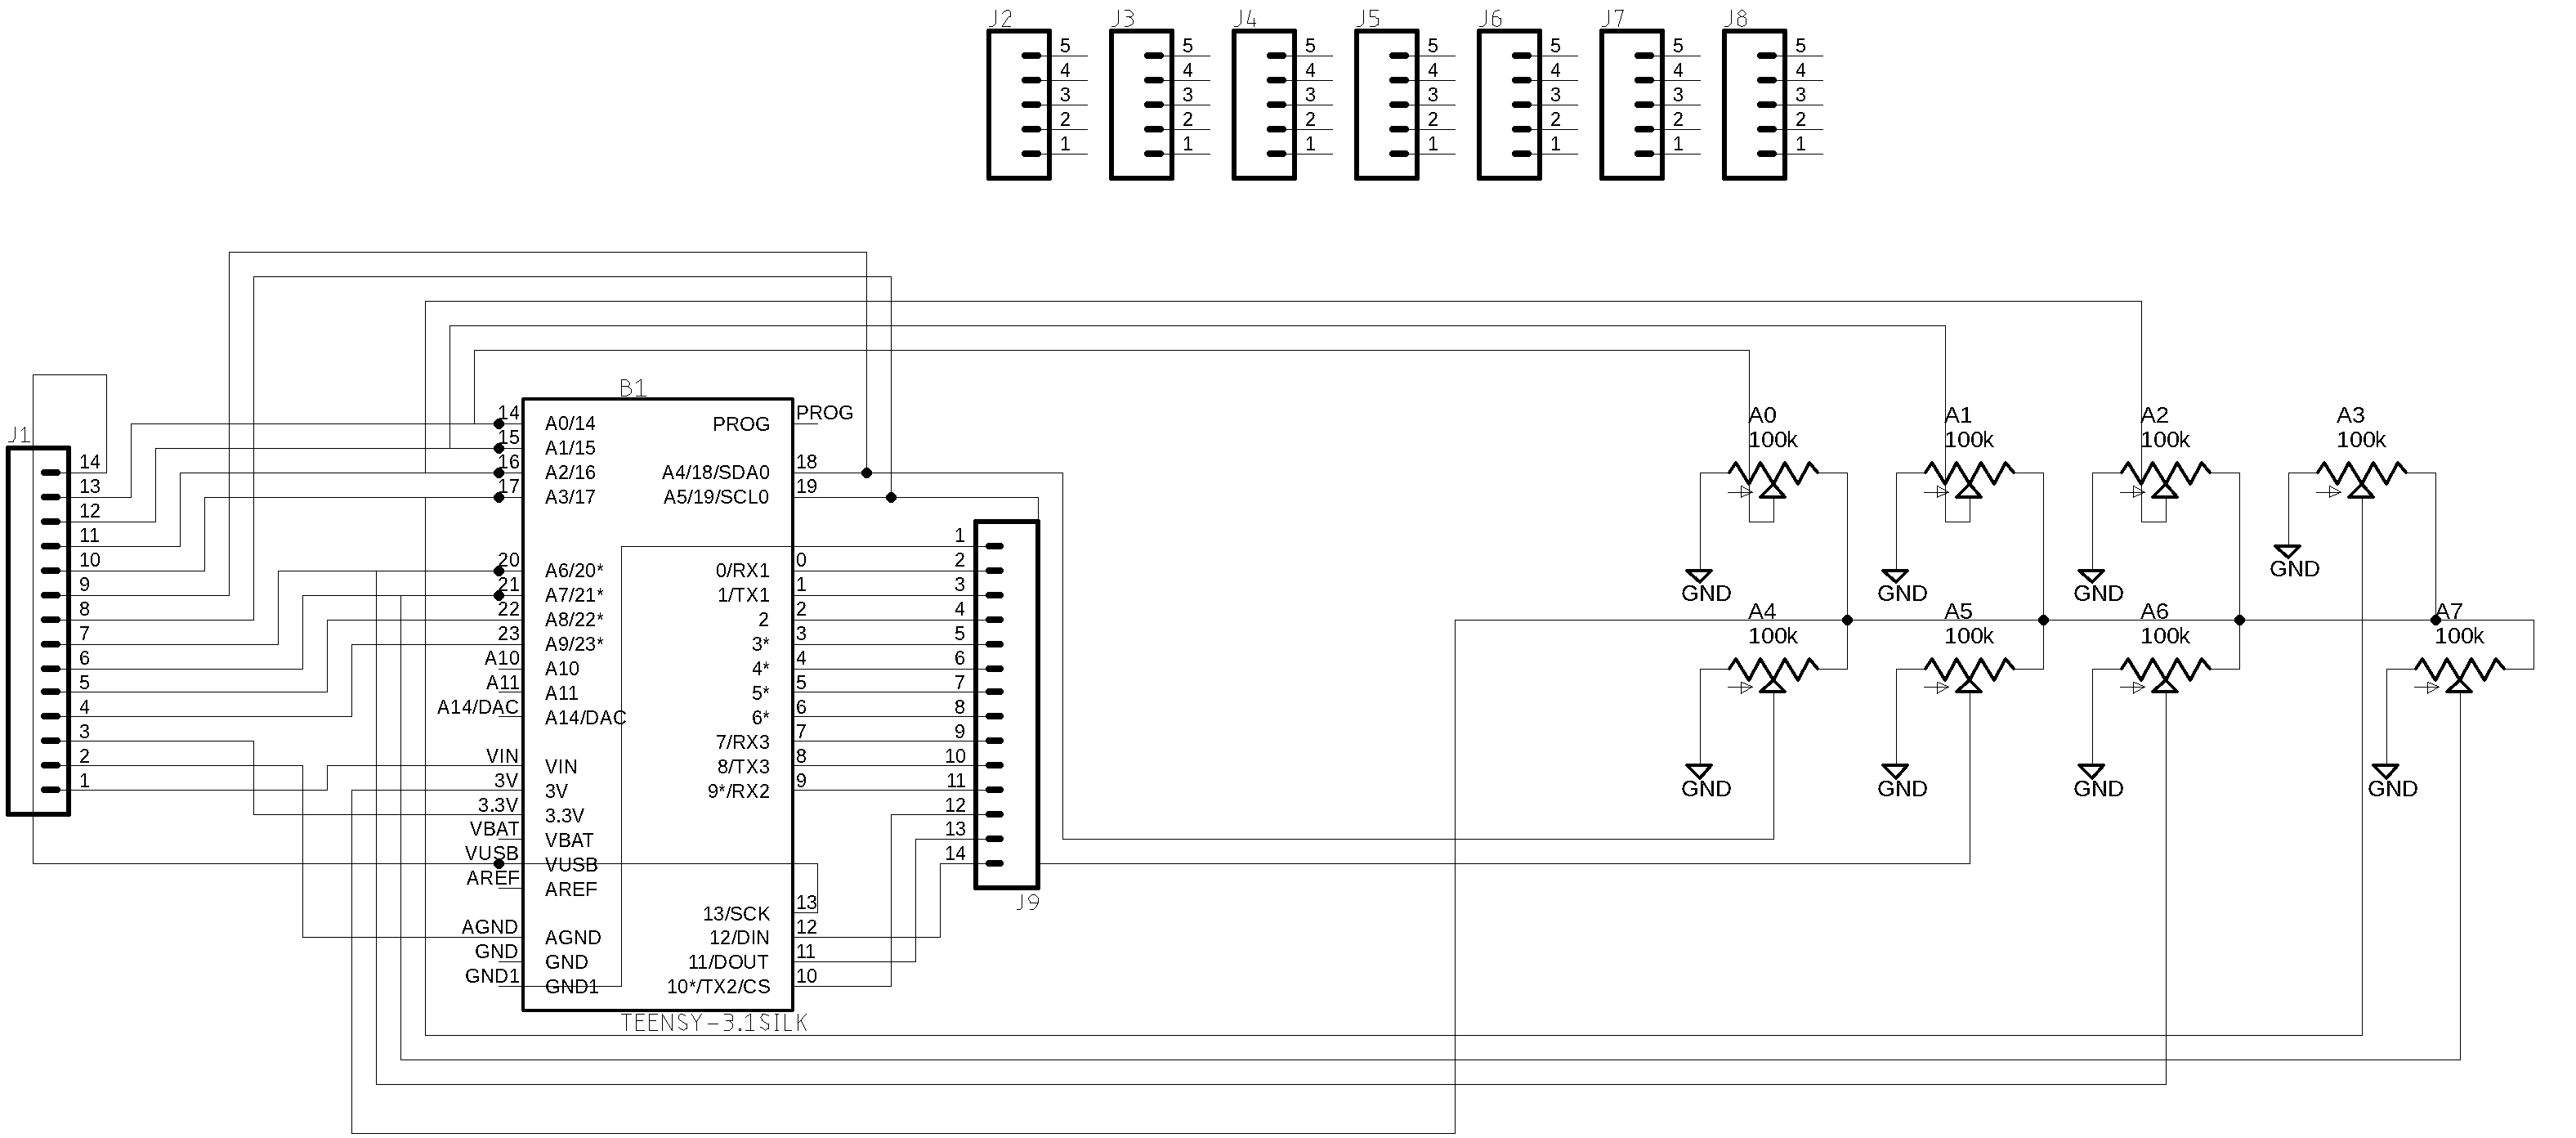 J2 J3 J4 J5 J6 J7 J8
5 5 5 5 5 5 5
4 4 4 4 4 4 4
3 3 3 3 3 3 3
2 2 2 2 2 2 2
1 1 1 1 1 1 1
J1
14
13
12
11
10
9
8
7
6
5
4
3
2
1
B1
14 A0/14
15 A1/15
16 A2/16
17 A3/17
20 A6/20*
21 A7/21*
22 A8/22*
23 A9/23*
A10 A10
A11 A11
A14/DAC A14/DAC
VIN VIN
3V 3V
3.3V 3.3V
VBAT VBAT
VUSB VUSB
AREF AREF
AGND AGND
GND GND
GND1 GND1
PROG PROG
A4/18/SDA0 18
A5/19/SCL0 19
0/RX1 0
1/TX1 1
2 2
3* 3
4* 4
5* 5
6* 6
7/RX3 7
8/TX3 8
9*/RX2 9
13/SCK 13
12/DIN 12
11/DOUT 11
10*/TX2/CS 10
TEENSY-3.1SILK
1
2
3
4
5
6
7
8
9
10
11
12
13
14
J9
A0 A1 A2 A3
100k 100k 100k 100k
GND GND GND GND
A4 A5 A6 A7
100k 100k 100k 100k
GND GND GND GND